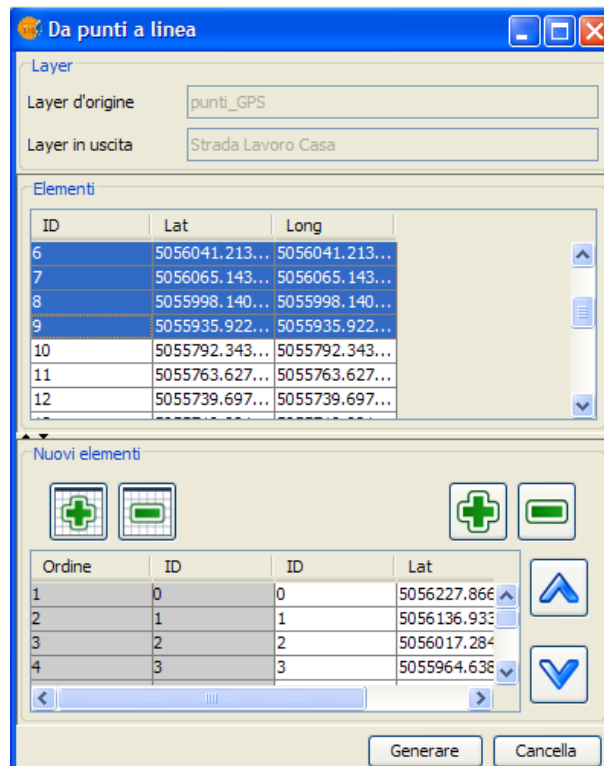 Da punti a linea
Layer
Layer d'origine punti_GPS
Layer in uscita Strada Lavoro Casa
Elementi
ID Lat Long
6 5056041.213... 5056041.213...
7 5056065.143... 5056065.143...
8 5055998.140... 5055998.140...
9 5055935.922... 5055935.922...
10 5055792.343... 5055792.343...
11 5055763.627... 5055763.627...
12 5055739.697... 5055739.697...
Nuovi elementi
Ordine ID ID Lat
1 0 0 5056227.866
2 1 1 5056136.933
3 2 2 5056017.284
4 3 3 5055964.638
Generare Cancella